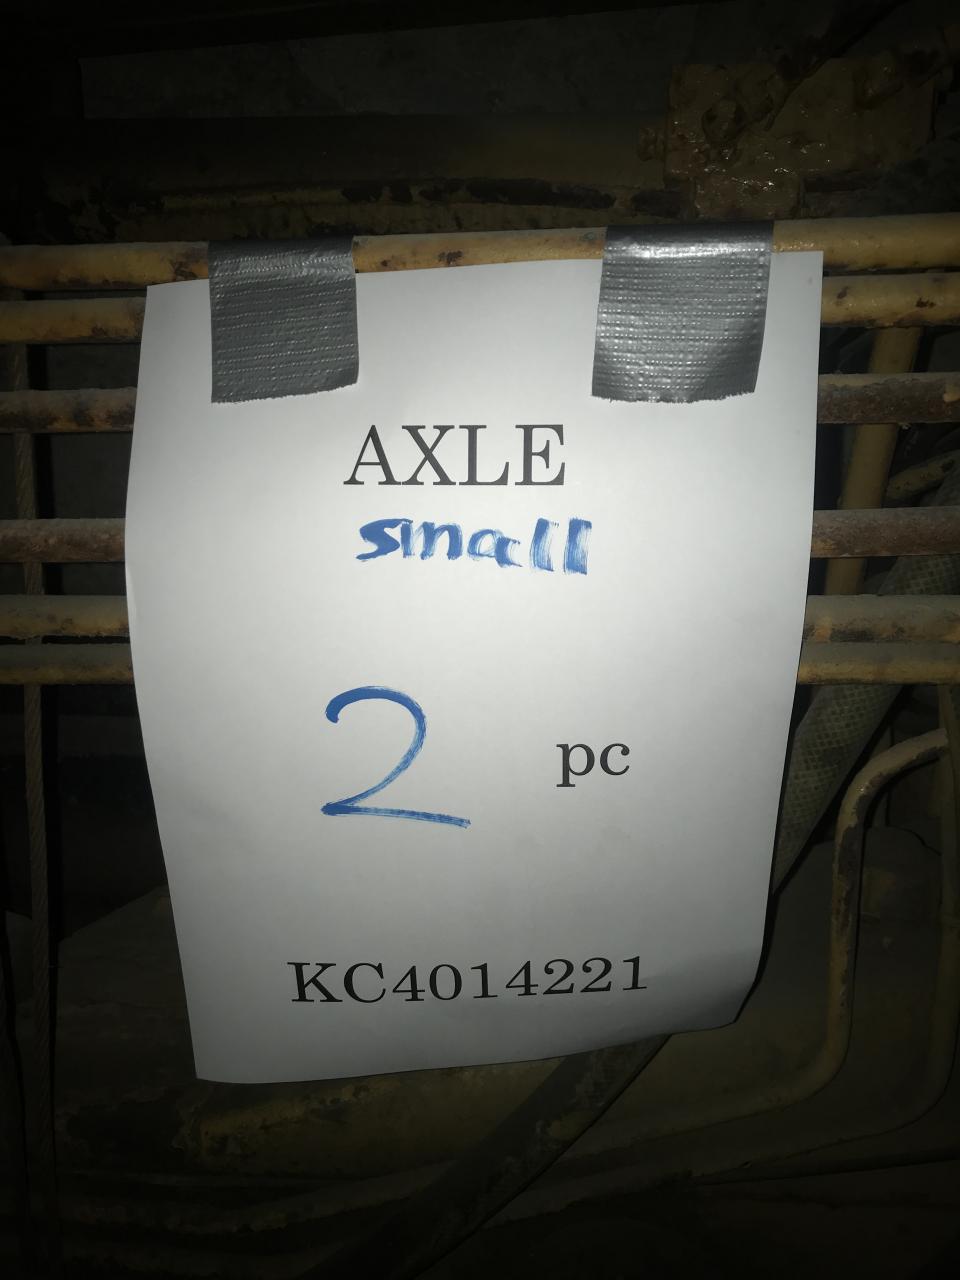 AXLE
small
2 pc
KC4014221